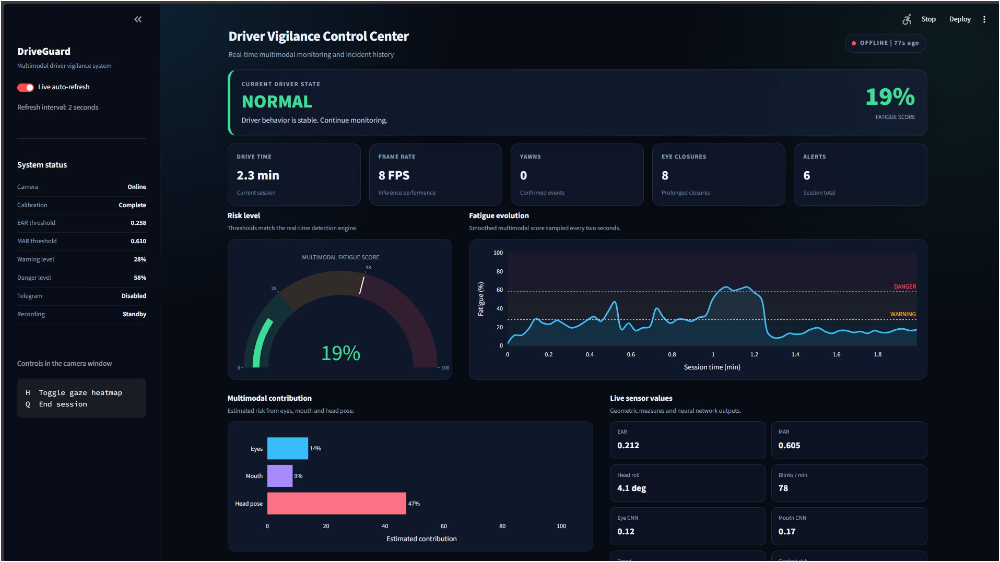 Stop
Deploy
DriveGuard
Multimodal driver vigilance system
Live auto-refresh
Refresh interval: 2 seconds
System status
Camera Online
Calibration Complete
EAR threshold 0.258
MAR threshold 0.610
Warning level 28%
Danger level 58%
Telegram Disabled
Recording Standby
Controls in the camera window
H Toggle gaze heatmap
Q End session
Driver Vigilance Control Center
Real-time multimodal monitoring and incident history
OFFLINE | 77s ago
CURRENT DRIVER STATE
NORMAL
Driver behavior is stable. Continue monitoring.
19%
FATIGUE SCORE
DRIVE TIME
2.3 min
Current session
FRAME RATE
8 FPS
Inference performance
YAWNS
0
Confirmed events
EYE CLOSURES
8
Prolonged closures
ALERTS
6
Session total
Risk level
Thresholds match the real-time detection engine.
MULTIMODAL FATIGUE SCORE
0
28
58
100
19%
Fatigue evolution
Smoothed multimodal score sampled every two seconds.
Fatigue (%)
100
80
60
40
20
0
DANGER
WARNING
0 0.2 0.4 0.6 0.8 1 1.2 1.4 1.6 1.8
Session time (min)
Multimodal contribution
Estimated risk from eyes, mouth and head pose.
Eyes 14%
Mouth 9%
Head pose 47%
0 20 40 60 80 100
Estimated contribution
Live sensor values
Geometric measures and neural network outputs.
EAR
0.212
MAR
0.605
Head roll
4.1 deg
Blinks / min
78
Eye CNN
0.12
Mouth CNN
0.17
Trend
Context risk